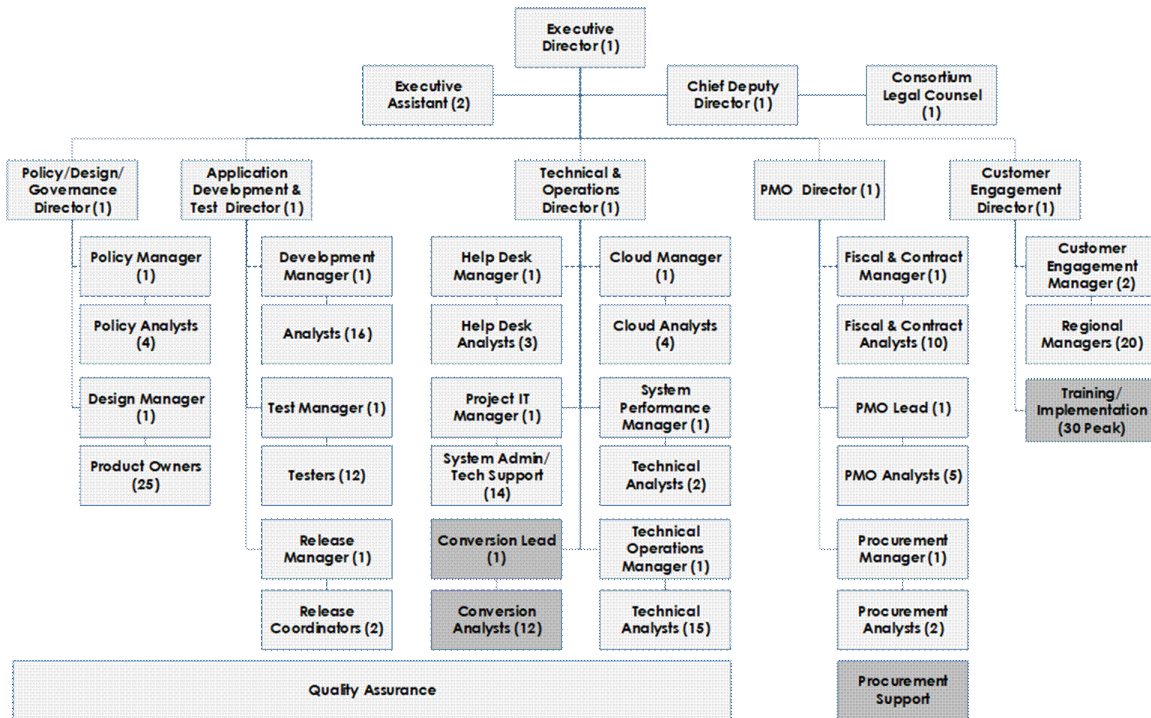 Executive
Director (1)
Executive
Assistant (2)
Chief Deputy
Director (1)
Consortium
Legal Counsel
(1)
Policy/Design/
Governance
Director (1)
Application
Development &
Test Director (1)
Technical &
Operations
Director (1)
PMO Director (1)
Customer
Engagement
Director (1)
Policy Manager
(1)
Policy Analysts
(4)
Design Manager
(1)
Product Owners
(25)
Development
Manager (1)
Analysts (16)
Test Manager (1)
Testers (12)
Release
Manager (1)
Release
Coordinators (2)
Help Desk
Manager (1)
Help Desk
Analysts (3)
Project IT
Manager (1)
System Admin/
Tech Support
(14)
Conversion Lead
(1)
Conversion
Analysts (12)
Cloud Manager
(1)
Cloud Analysts
(4)
System
Performance
Manager (1)
Technical
Analysts (2)
Technical
Operations
Manager (1)
Technical
Analysts (15)
Fiscal & Contract
Manager (1)
Fiscal & Contract
Analysts (10)
PMO Lead (1)
PMO Analysts (5)
Procurement
Manager (1)
Procurement
Analysts (2)
Procurement
Support
Customer
Engagement
Manager (2)
Regional
Managers (20)
Training/
Implementation
(30 Peak)
Quality Assurance